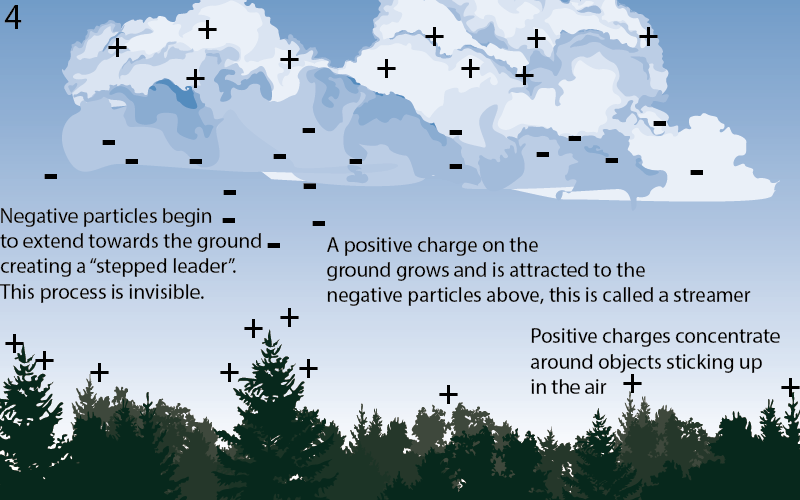 4
Negative particles begin
to extend towards the ground
creating a “stepped leader”.
This process is invisible.
A positive charge on the
ground grows and is attracted to the
negative particles above, this is called a streamer
Positive charges concentrate
around objects sticking up
in the air